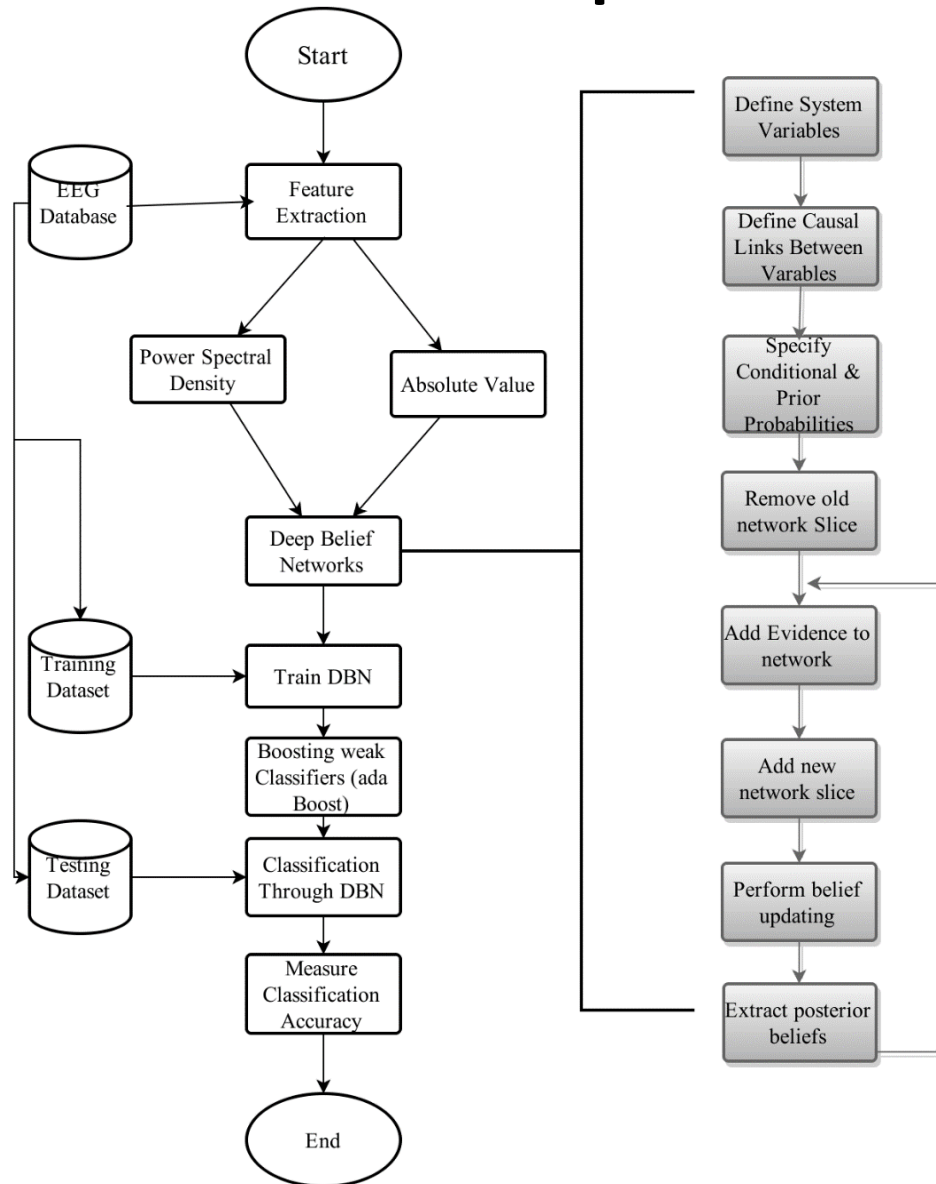 Start
EEG
Database
Feature
Extraction
Power Spectral
Density
Absolute Value
Deep Belief
Networks
Training
Dataset
Train DBN
Boosting weak
Classifiers (ada
Boost)
Testing
Dataset
Classification
Through DBN
Measure
Classification
Accuracy
End
Define System
Variables
Define Causal
Links Between
Varables
Specify
Conditional &
Prior
Probabilities
Remove old
network Slice
Add Evidence to
network
Add new
network slice
Perform belief
updating
Extract posterior
beliefs